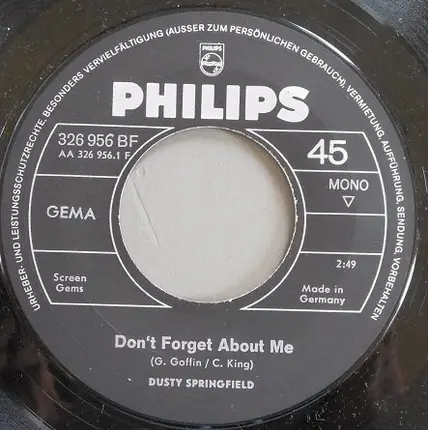 URHEBER- UND LEISTUNGSSCHUTZRECHTE, BESONDERS VERVIELFÄLTIGUNG (AUSSER ZUM PERSÖNLICHEN GEBRAUCH), VERMIETUNG, AUFFÜHRUNG, SENDUNG, VORBEHALTEN
PHILIPS
PHILIPS
326 956 BF
AA 326 956.1 F
45
MONO
GEMA
2:49
Screen
Gems
Made in
Germany
Don't Forget About Me
(G. Goffin / C. King)
DUSTY SPRINGFIELD